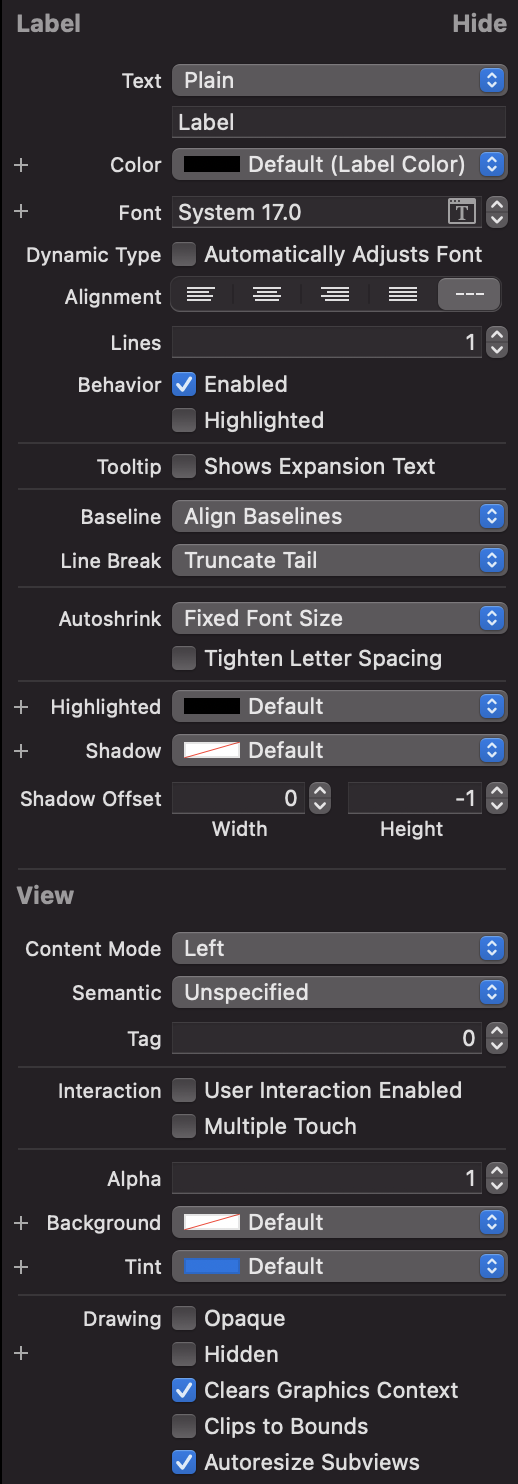 Label Hide
Text Plain
Label
+ Color Default (Label Color)
+ Font System 17.0 T
Dynamic Type Automatically Adjusts Font
Alignment ---
Lines 1
Behavior Enabled
Highlighted
Tooltip Shows Expansion Text
Baseline Align Baselines
Line Break Truncate Tail
Autoshrink Fixed Font Size
Tighten Letter Spacing
+ Highlighted Default
+ Shadow Default
Shadow Offset 0 -1
Width Height
View
Content Mode Left
Semantic Unspecified
Tag 0
Interaction User Interaction Enabled
Multiple Touch
Alpha 1
+ Background Default
+ Tint Default
Drawing Opaque
+ Hidden
Clears Graphics Context
Clips to Bounds
Autoresize Subviews